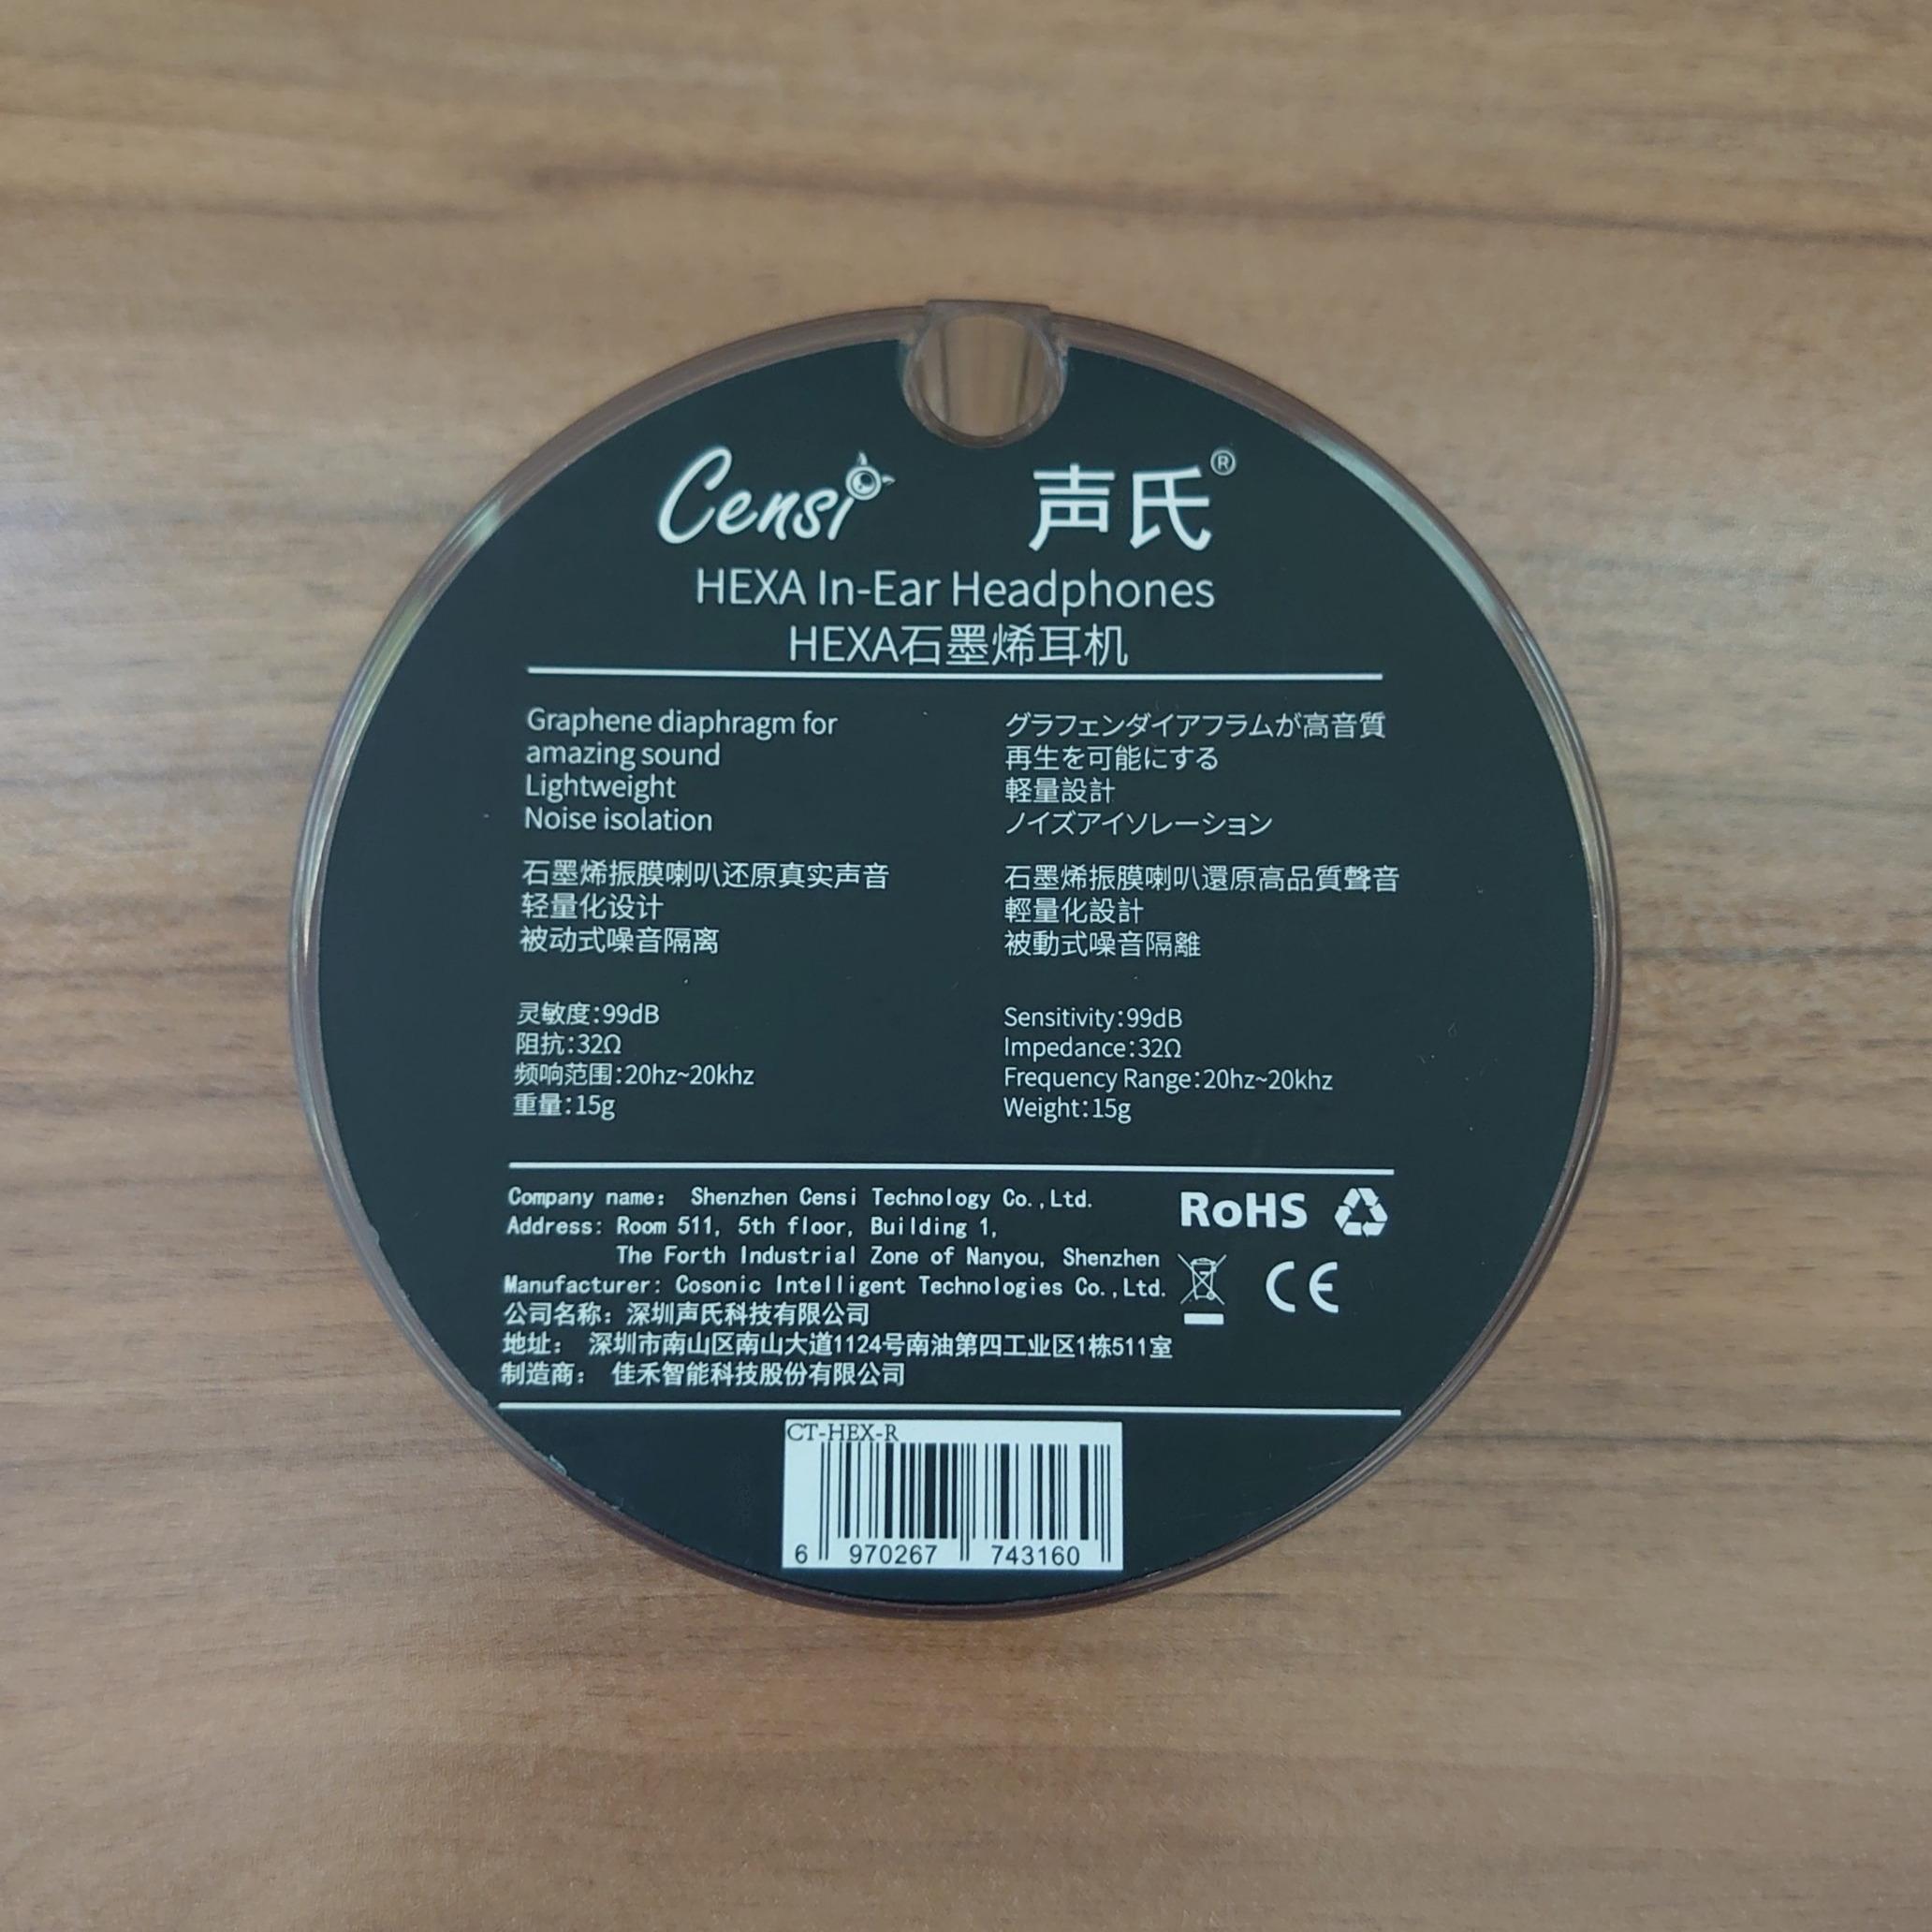 Censi 声氏®
HEXA In-Ear Headphones
HEXA石墨烯耳机
Graphene diaphragm for
amazing sound
Lightweight
Noise isolation
グラフェンダイアフラムが高音質
再生を可能にする
軽量設計
ノイズアイソレーション
石墨烯振膜喇叭还原真实声音
轻量化设计
被动式噪音隔离
石墨烯振膜喇叭還原高品質聲音
輕量化設計
被動式噪音隔離
灵敏度:99dB
阻抗:32Ω
频响范围:20hz~20khz
重量:15g
Sensitivity:99dB
Impedance:32Ω
Frequency Range:20hz~20khz
Weight:15g
Company name: Shenzhen Censi Technology Co.,Ltd.
Address: Room 511, 5th floor, Building 1,
The Forth Industrial Zone of Nanyou, Shenzhen
Manufacturer: Cosonic Intelligent Technologies Co.,Ltd.
公司名称: 深圳声氏科技有限公司
地址: 深圳市南山区南山大道1124号南油第四工业区1栋511室
制造商: 佳禾智能科技股份有限公司
RoHS
CE
CT-HEX-R
6 970267 743160